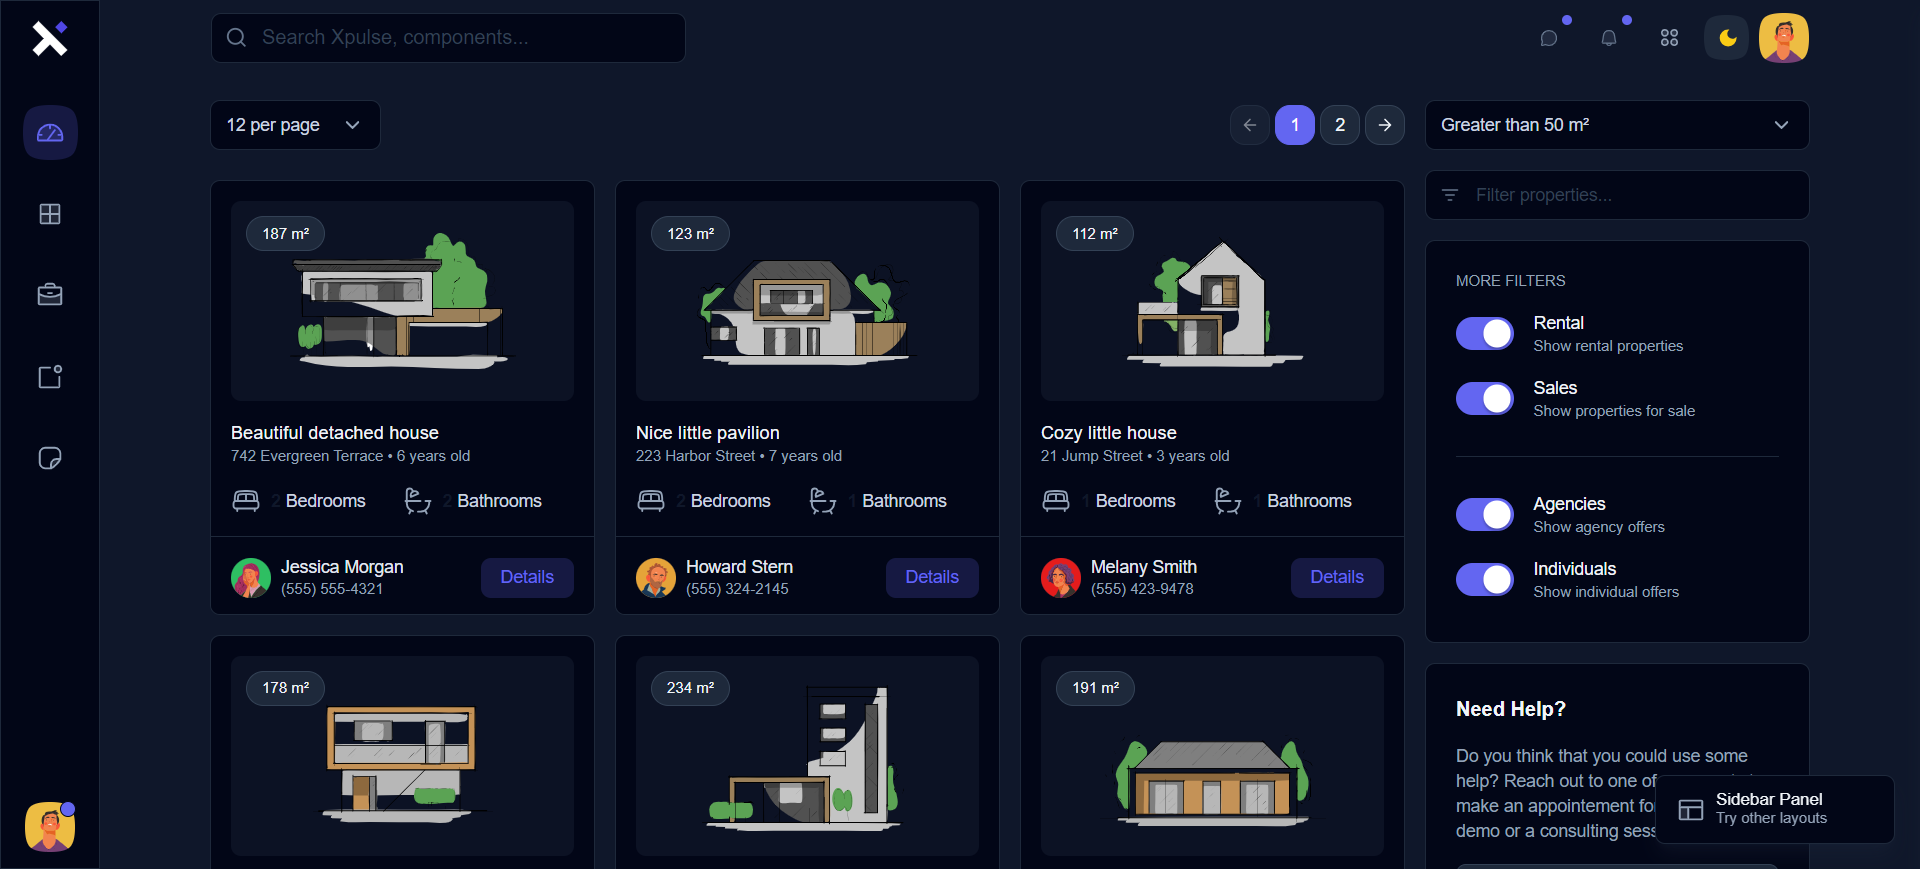 Search Xpulse, components...
12 per page
1
2
Greater than 50 m²
Filter properties...
187 m²
Beautiful detached house
742 Evergreen Terrace • 6 years old
2 Bedrooms
2 Bathrooms
Jessica Morgan
(555) 555-4321
Details
123 m²
Nice little pavilion
223 Harbor Street • 7 years old
2 Bedrooms
1 Bathrooms
Howard Stern
(555) 324-2145
Details
112 m²
Cozy little house
21 Jump Street • 3 years old
1 Bedrooms
1 Bathrooms
Melany Smith
(555) 423-9478
Details
178 m²
234 m²
191 m²
MORE FILTERS
Rental
Show rental properties
Sales
Show properties for sale
Agencies
Show agency offers
Individuals
Show individual offers
Need Help?
Do you think that you could use some
help? Reach out to one of
make an appointement fo
demo or a consulting sess
Sidebar Panel
Try other layouts